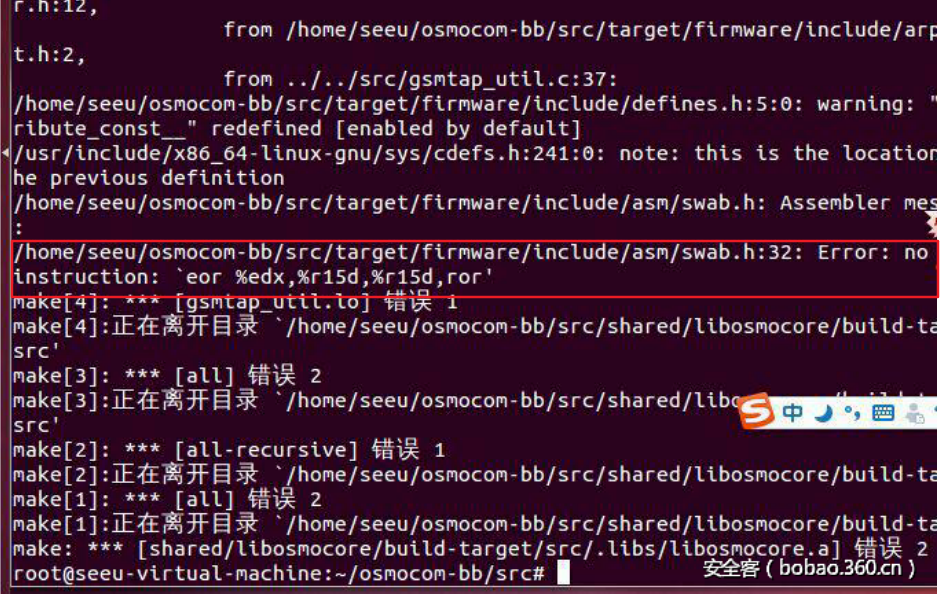 r.h:12,
from /home/seeu/osmocom-bb/src/target/firmware/include/arp
t.h:2,
from ../../src/gsmtap_util.c:37:
/home/seeu/osmocom-bb/src/target/firmware/include/defines.h:5:0: warning: "
ribute_const__" redefined [enabled by default]
/usr/include/x86_64-linux-gnu/sys/cdefs.h:241:0: note: this is the location
he previous definition
/home/seeu/osmocom-bb/src/target/firmware/include/asm/swab.h: Assembler mes
:
/home/seeu/osmocom-bb/src/target/firmware/include/asm/swab.h:32: Error: no
instruction: `eor %edx,%r15d,%r15d,ror'
make[4]: *** [gsmtap_util.lo] 错误 1
make[4]:正在离开目录 `/home/seeu/osmocom-bb/src/shared/libosmocore/build-ta
src'
make[3]: *** [all] 错误 2
make[3]:正在离开目录 `/home/seeu/osmocom-bb/src/shared/libosmocore/build-ta
src'
中
make[2]: *** [all-recursive] 错误 1
make[2]:正在离开目录 `/home/seeu/osmocom-bb/src/shared/libosmocore/build-ta
make[1]: *** [all] 错误 2
make[1]:正在离开目录 `/home/seeu/osmocom-bb/src/shared/libosmocore/build-ta
make: *** [shared/libosmocore/build-target/src/.libs/libosmocore.a] 错误 2
root@seeu-virtual-machine:~/osmocom-bb/src#
安全客 ( bobao.360.cn )